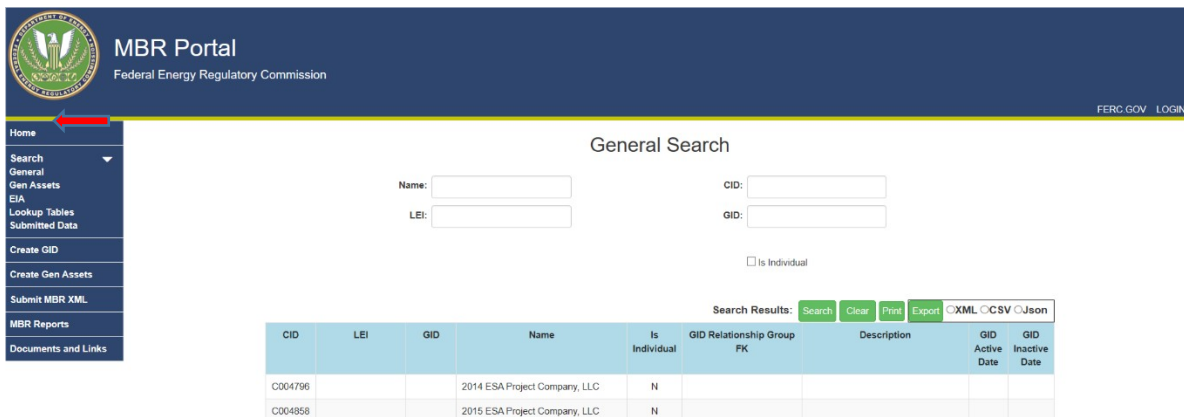 MBR Portal
Federal Energy Regulatory Commission
FERC.GOV LOGIN
Home
Search
General
Gen Assets
EIA
Lookup Tables
Submitted Data
Create GID
Create Gen Assets
Submit MBR XML
MBR Reports
Documents and Links
General Search
Name:
CID:
LEI:
GID:
Is Individual
Search Results: Search Clear Print Export XML CSV Json
CID LEI GID Name Is Individual GID Relationship Group FK Description GID Active Date GID Inactive Date
C004796 2014 ESA Project Company, LLC N
C004858 2015 ESA Project Company, LLC N